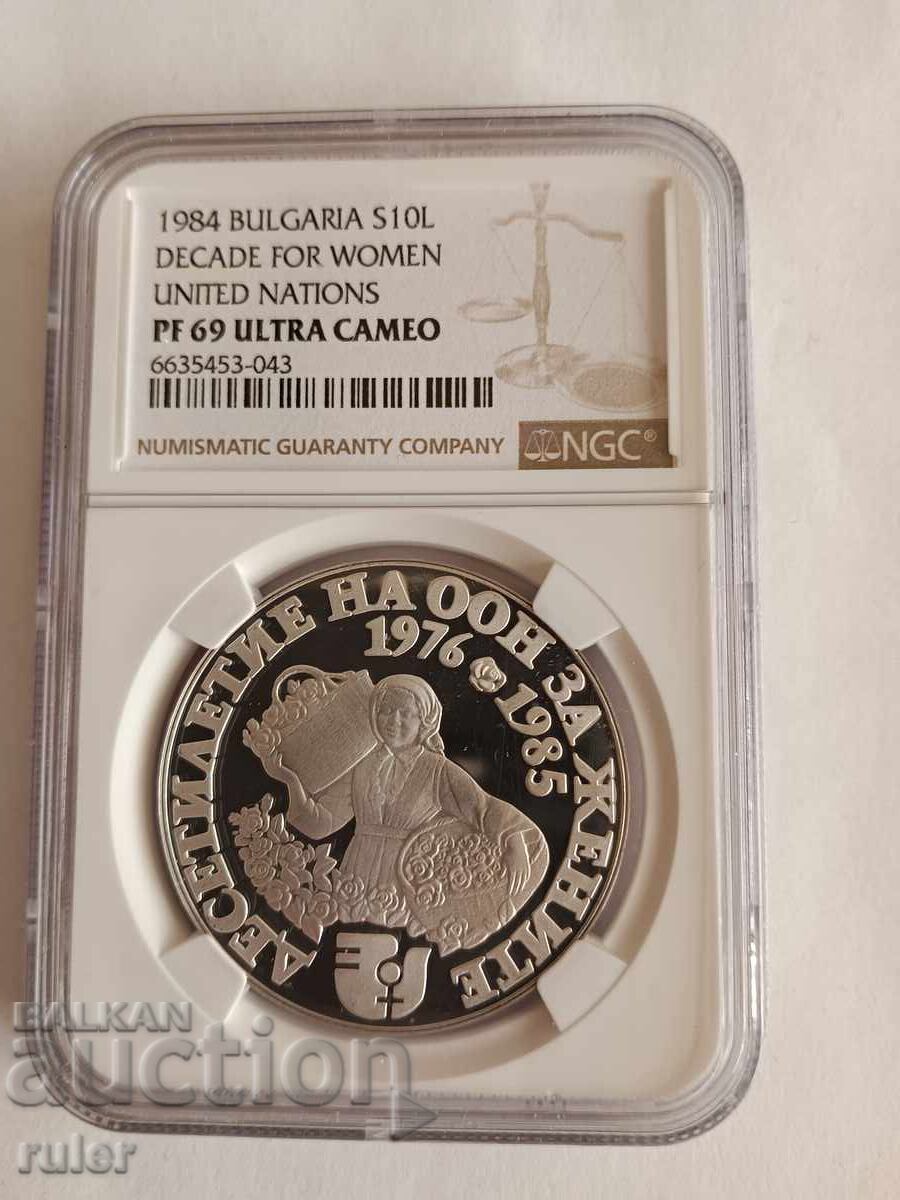 1984 BULGARIA S10L
DECADE FOR WOMEN
UNITED NATIONS
PF 69 ULTRA CAMEO
6635453-043
NUMISMATIC GUARANTY COMPANY
NGC®
ДЕСЕТИЛЕТИЕ НА ООН ЗА ЖЕНИТЕ
1976
1985
BALKAN
auction
ruler